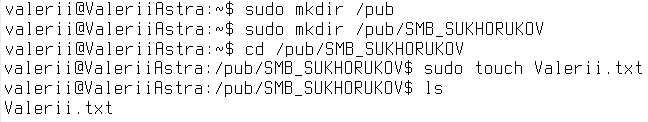 valerii@ValeriiAstra:~$ sudo mkdir /pub
valerii@ValeriiAstra:~$ sudo mkdir /pub/SMB_SUKHORUKOV
valerii@ValeriiAstra:~$ cd /pub/SMB_SUKHORUKOV
valerii@ValeriiAstra:/pub/SMB_SUKHORUKOV$ sudo touch Valerii.txt
valerii@ValeriiAstra:/pub/SMB_SUKHORUKOV$ ls
Valerii.txt